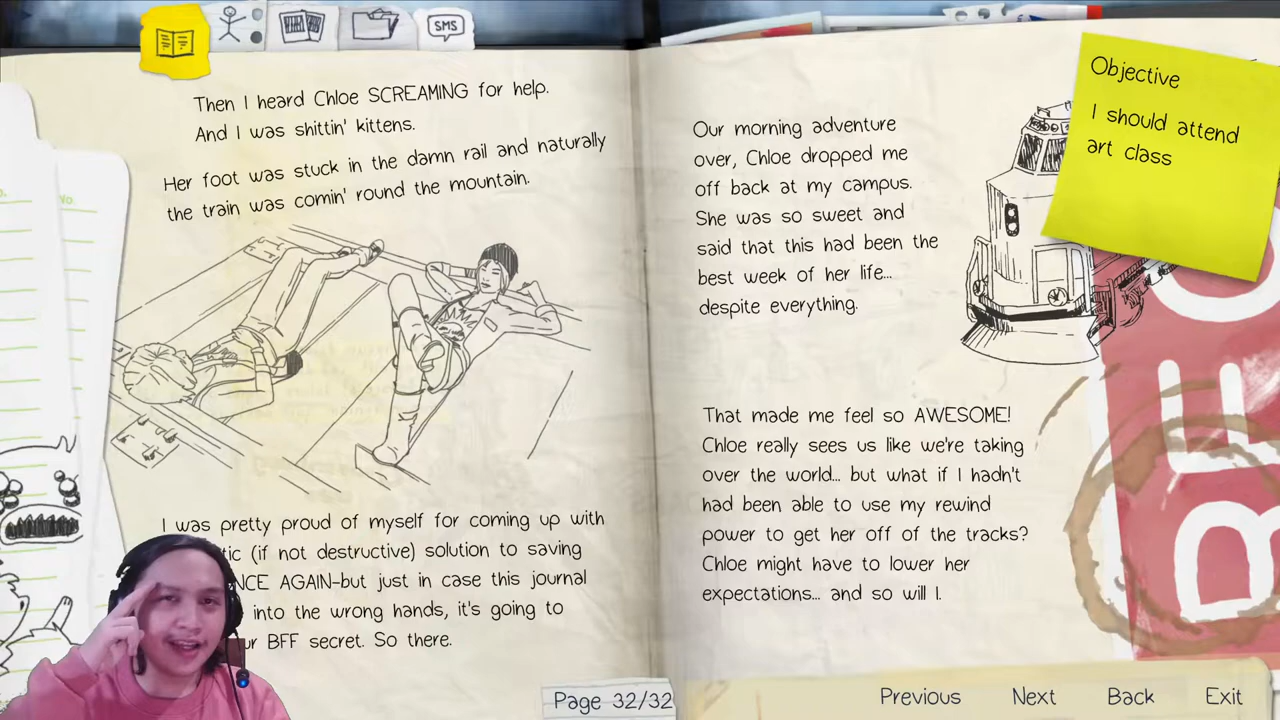 SMS
Then I heard Chloe SCREAMING for help.
And I was shittin' kittens.
Her foot was stuck in the damn rail and naturally
the train was comin' round the mountain.
I was pretty proud of myself for coming up with
(if not destructive) solution to saving
AGAIN-but just in case this journal
into the wrong hands, it's going to
BFF secret. So there.
Page 32/32
Our morning adventure
over, Chloe dropped me
off back at my campus.
She was so sweet and
said that this had been the
best week of her life...
despite everything.
That made me feel so AWESOME!
Chloe really sees us like we're taking
over the world... but what if I hadn't
had been able to use my rewind
power to get her off of the tracks?
Chloe might have to lower her
expectations... and so will I.
Objective
I should attend
art class
Previous Next Back Exit